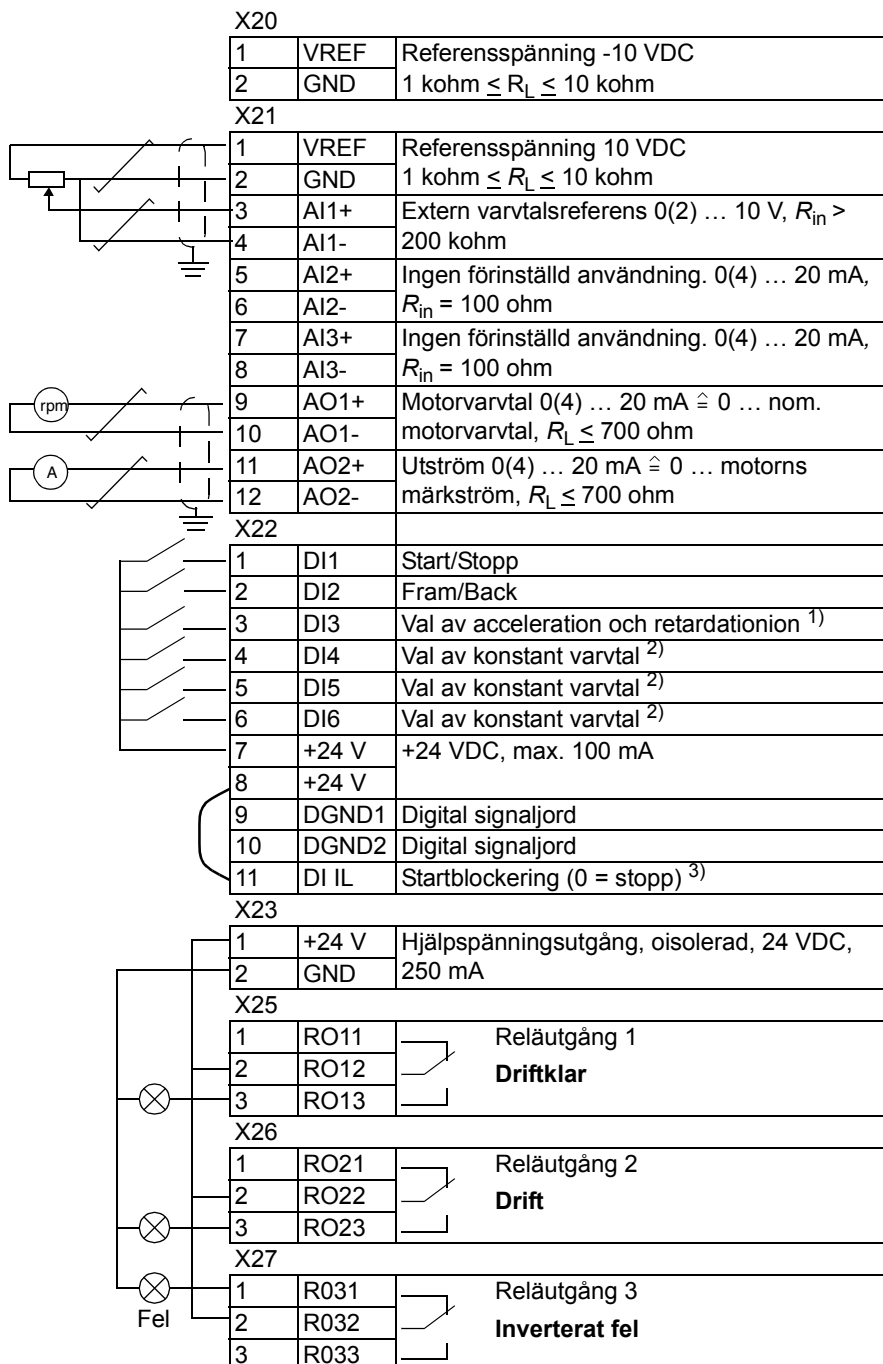 X20
1 VREF Referensspänning -10 VDC
2 GND 1 kohm ≤ RL ≤ 10 kohm
X21
1 VREF Referensspänning 10 VDC
2 GND 1 kohm ≤ RL ≤ 10 kohm
3 AI1+ Extern varvtalsreferens 0(2) … 10 V, Rin >
4 AI1- 200 kohm
5 AI2+ Ingen förinställd användning. 0(4) … 20 mA,
6 AI2- Rin = 100 ohm
7 AI3+ Ingen förinställd användning. 0(4) … 20 mA,
8 AI3- Rin = 100 ohm
rpm 9 AO1+ Motorvarvtal 0(4) … 20 mA ≙ 0 … nom.
10 AO1- motorvarvtal, RL ≤ 700 ohm
A 11 AO2+ Utström 0(4) … 20 mA ≙ 0 … motorns
12 AO2- märkström, RL ≤ 700 ohm
X22
1 DI1 Start/Stopp
2 DI2 Fram/Back
3 DI3 Val av acceleration och retardationion 1)
4 DI4 Val av konstant varvtal 2)
5 DI5 Val av konstant varvtal 2)
6 DI6 Val av konstant varvtal 2)
7 +24 V +24 VDC, max. 100 mA
8 +24 V
9 DGND1 Digital signaljord
10 DGND2 Digital signaljord
11 DI IL Startblockering (0 = stopp) 3)
X23
1 +24 V Hjälpspänningsutgång, oisolerad, 24 VDC,
2 GND 250 mA
X25
1 RO11 Reläutgång 1
2 RO12 Driftklar
3 RO13
X26
1 RO21 Reläutgång 2
2 RO22 Drift
3 RO23
X27
1 R031 Reläutgång 3
Fel 2 R032 Inverterat fel
3 R033